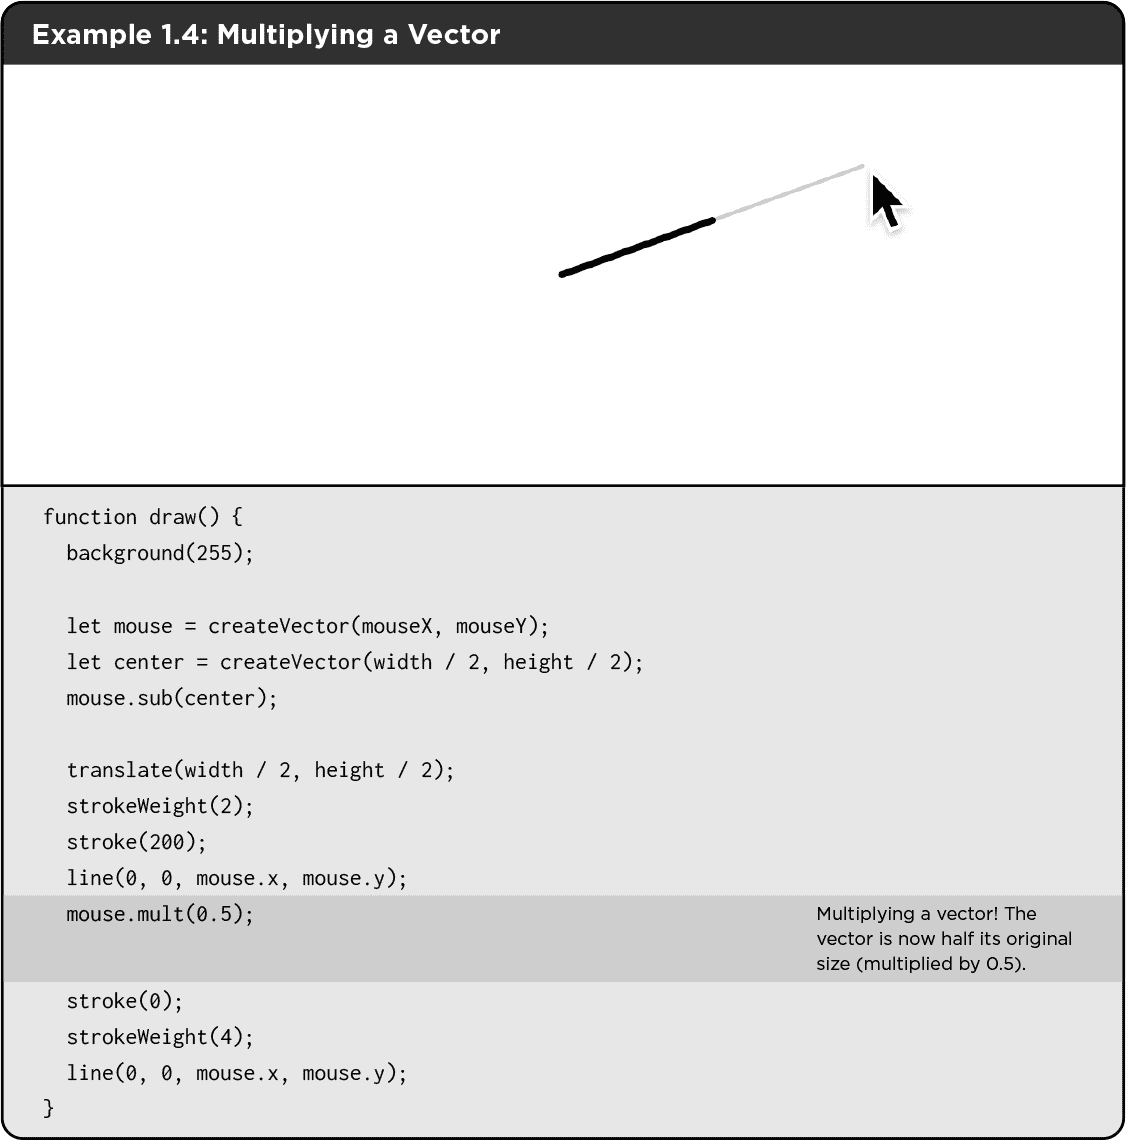 Example 1.4: Multiplying a Vector
function draw() {
background(255);
let mouse = createVector(mouseX, mouseY);
let center = createVector(width / 2, height / 2);
mouse.sub(center);
translate(width / 2, height / 2);
strokeWeight(2);
stroke(200);
line(0, 0, mouse.x, mouse.y);
mouse.mult(0.5);
Multiplying a vector! The
vector is now half its original
size (multiplied by 0.5).
stroke(0);
strokeWeight(4);
line(0, 0, mouse.x, mouse.y);
}